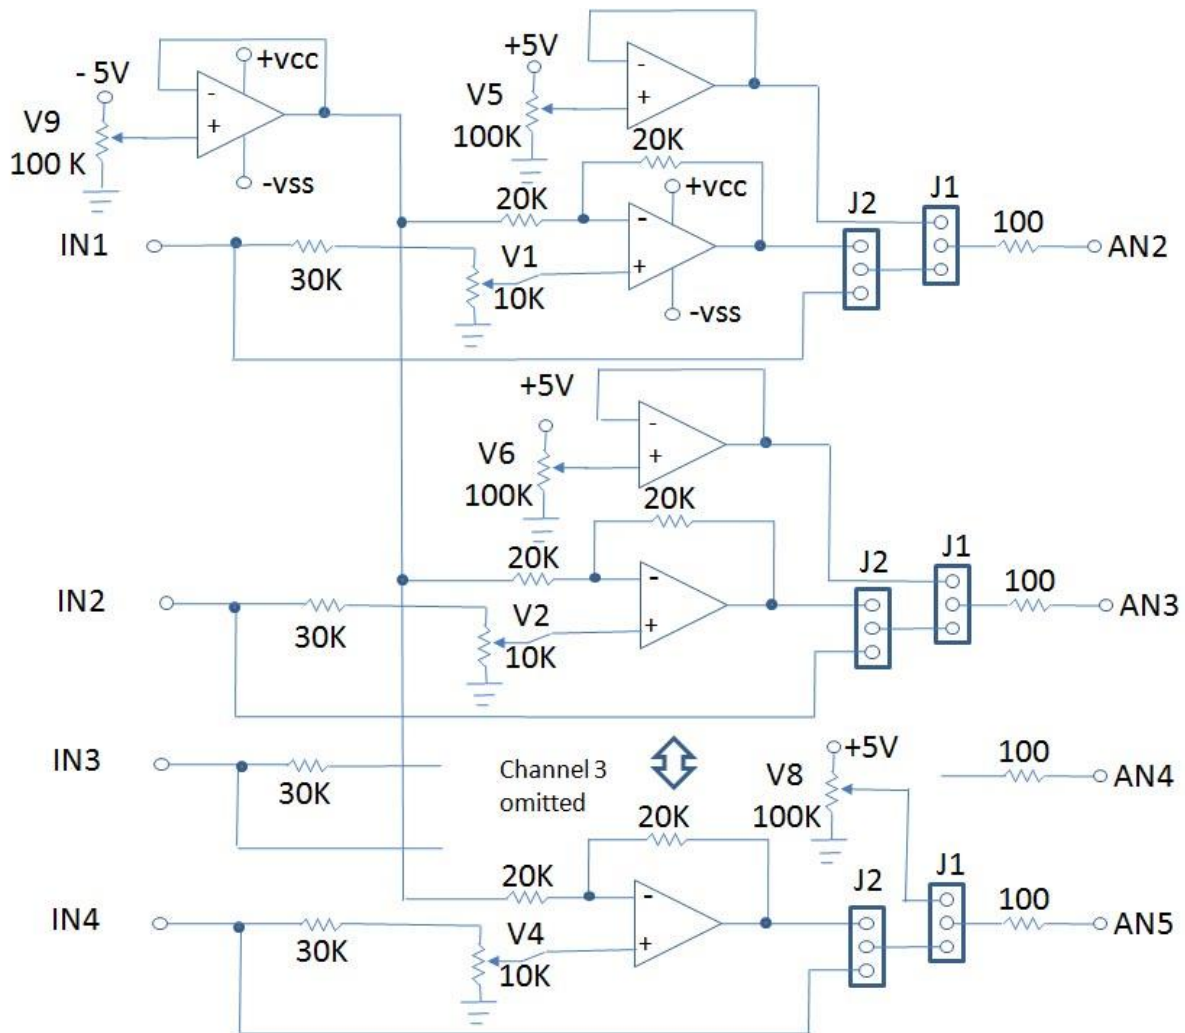 - 5V
V9
100 K
-
+
+vcc
-vss
+5V
V5
100K
-
+
20K
20K
+vcc
-
+
-vss
IN1
30K
V1
10K
J2
J1
100
AN2
+5V
V6
100K
-
+
20K
20K
-
+
IN2
30K
V2
10K
J2
J1
100
AN3
IN3
30K
Channel 3
omitted
+5V
V8
100K
100
AN4
20K
20K
-
+
IN4
30K
V4
10K
J2
J1
100
AN5